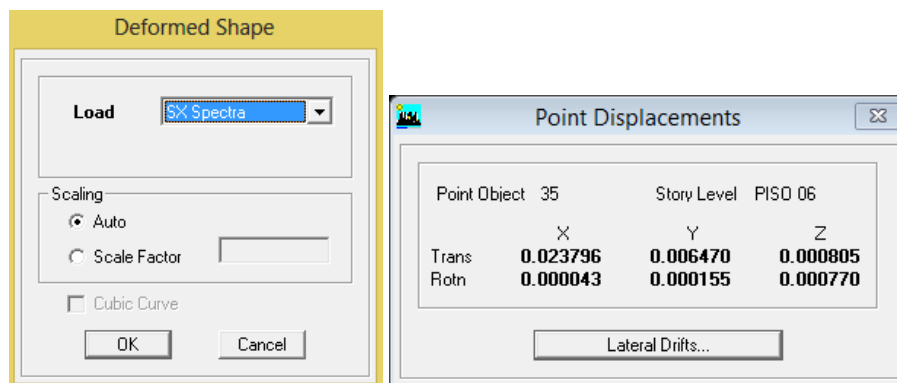 Deformed Shape
Load SX Spectra
Scaling
Auto
Scale Factor
Cubic Curve
OK Cancel
Point Displacements
Point Object 35 Story Level PISO 06
X Y Z
Trans 0.023796 0.006470 0.000805
Rotn 0.000043 0.000155 0.000770
Lateral Drifts...